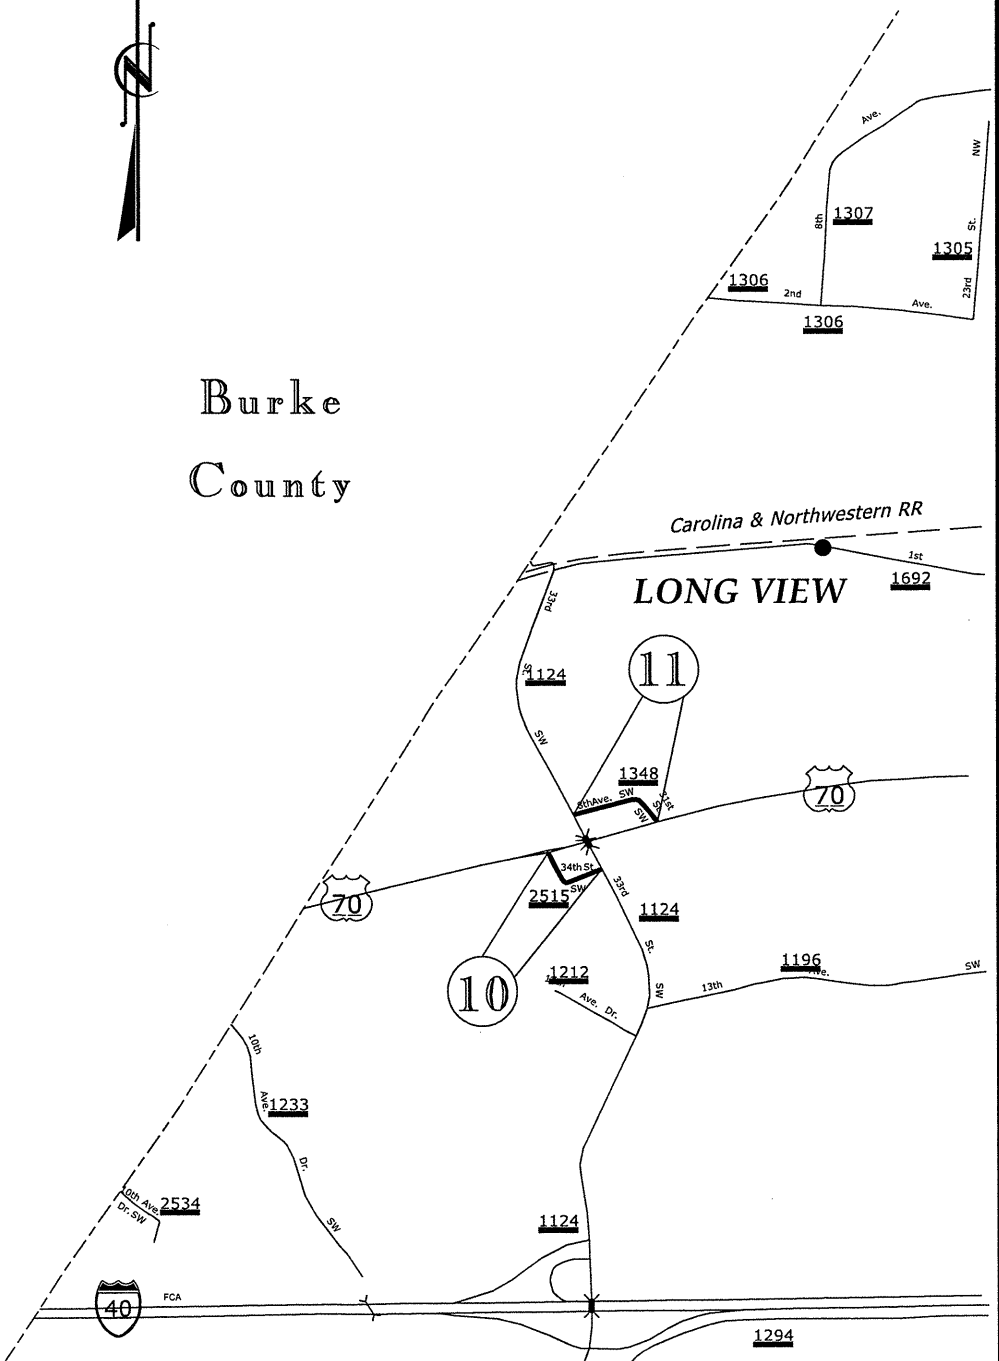 N
Ave.
NW
8th
1307
St.
1305
1306
23rd
2nd
Ave.
1306
Burke
County
Carolina & Northwestern RR
1st
1692
LONG VIEW
33rd
St.
1124
11
SW
1348
70
8thAve. SW
31st
St.
SW
34th St.
SW
2515
70
33rd
1124
St.
1196
Ave.
SW
1212
13th
SW
10
Ave. Dr.
10th
Ave.
1233
Dr.
SW
10th Ave.
Dr. SW
2534
1124
FCA
40
1294